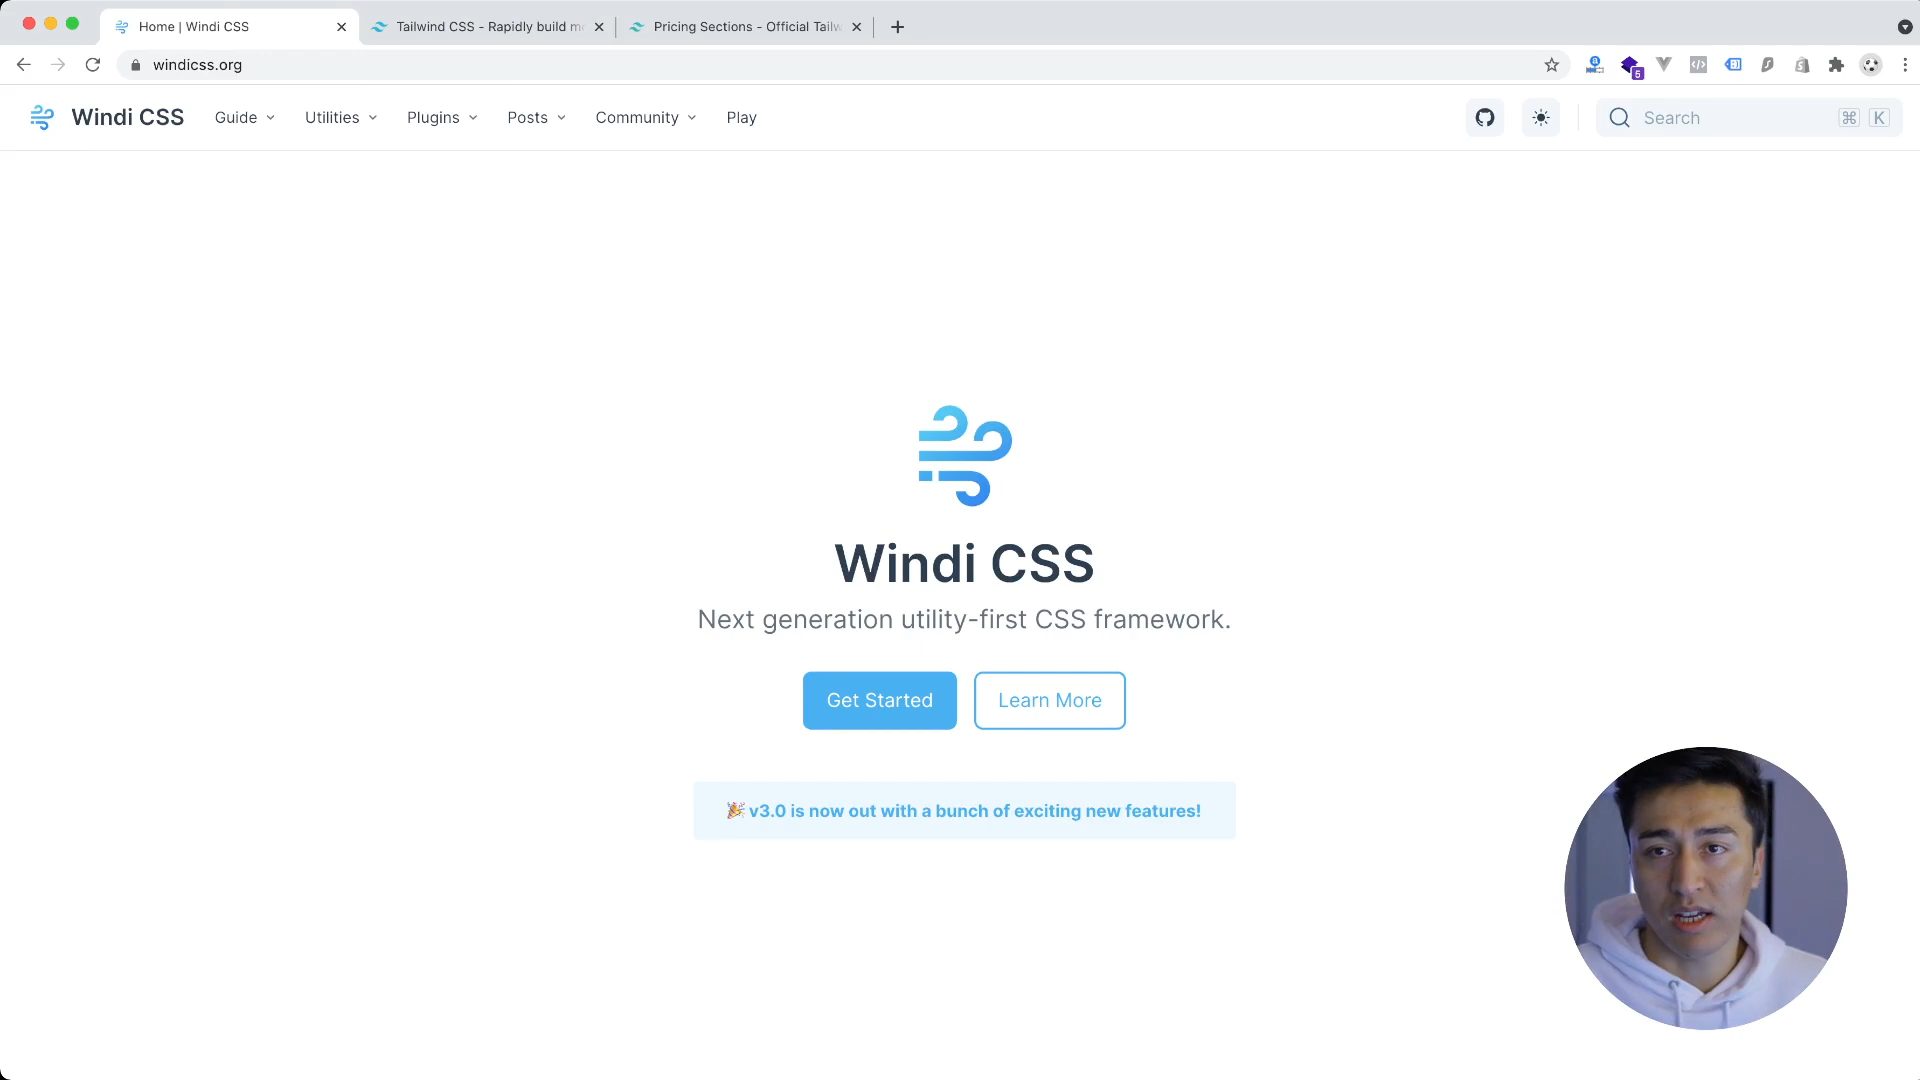 Home | Windi CSS
Tailwind CSS - Rapidly build mo
Pricing Sections - Official Tailw
windicss.org
5
Windi CSS
Guide
Utilities
Plugins
Posts
Community
Play
Search
⌘ K
Windi CSS
Next generation utility-first CSS framework.
Get Started
Learn More
🎉 v3.0 is now out with a bunch of exciting new features!